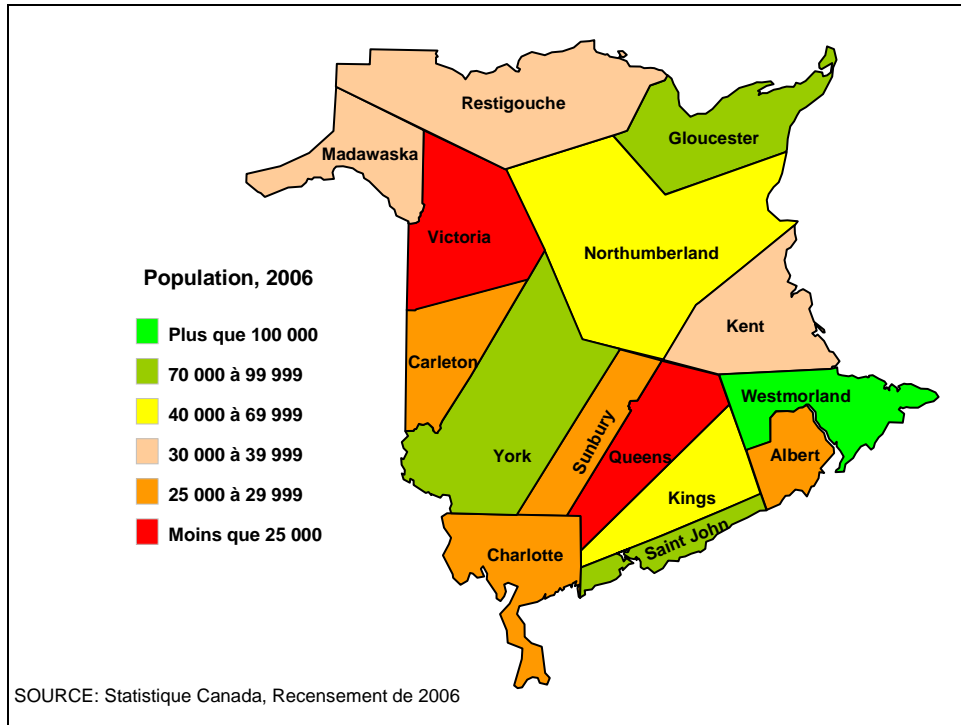 Restigouche
Gloucester
Madawaska
Victoria
Northumberland
Population, 2006
Plus que 100 000
70 000 à 99 999
40 000 à 69 999
30 000 à 39 999
25 000 à 29 999
Moins que 25 000
Kent
Carleton
Westmorland
York
Sunbury
Queens
Albert
Kings
Saint John
Charlotte
SOURCE: Statistique Canada, Recensement de 2006